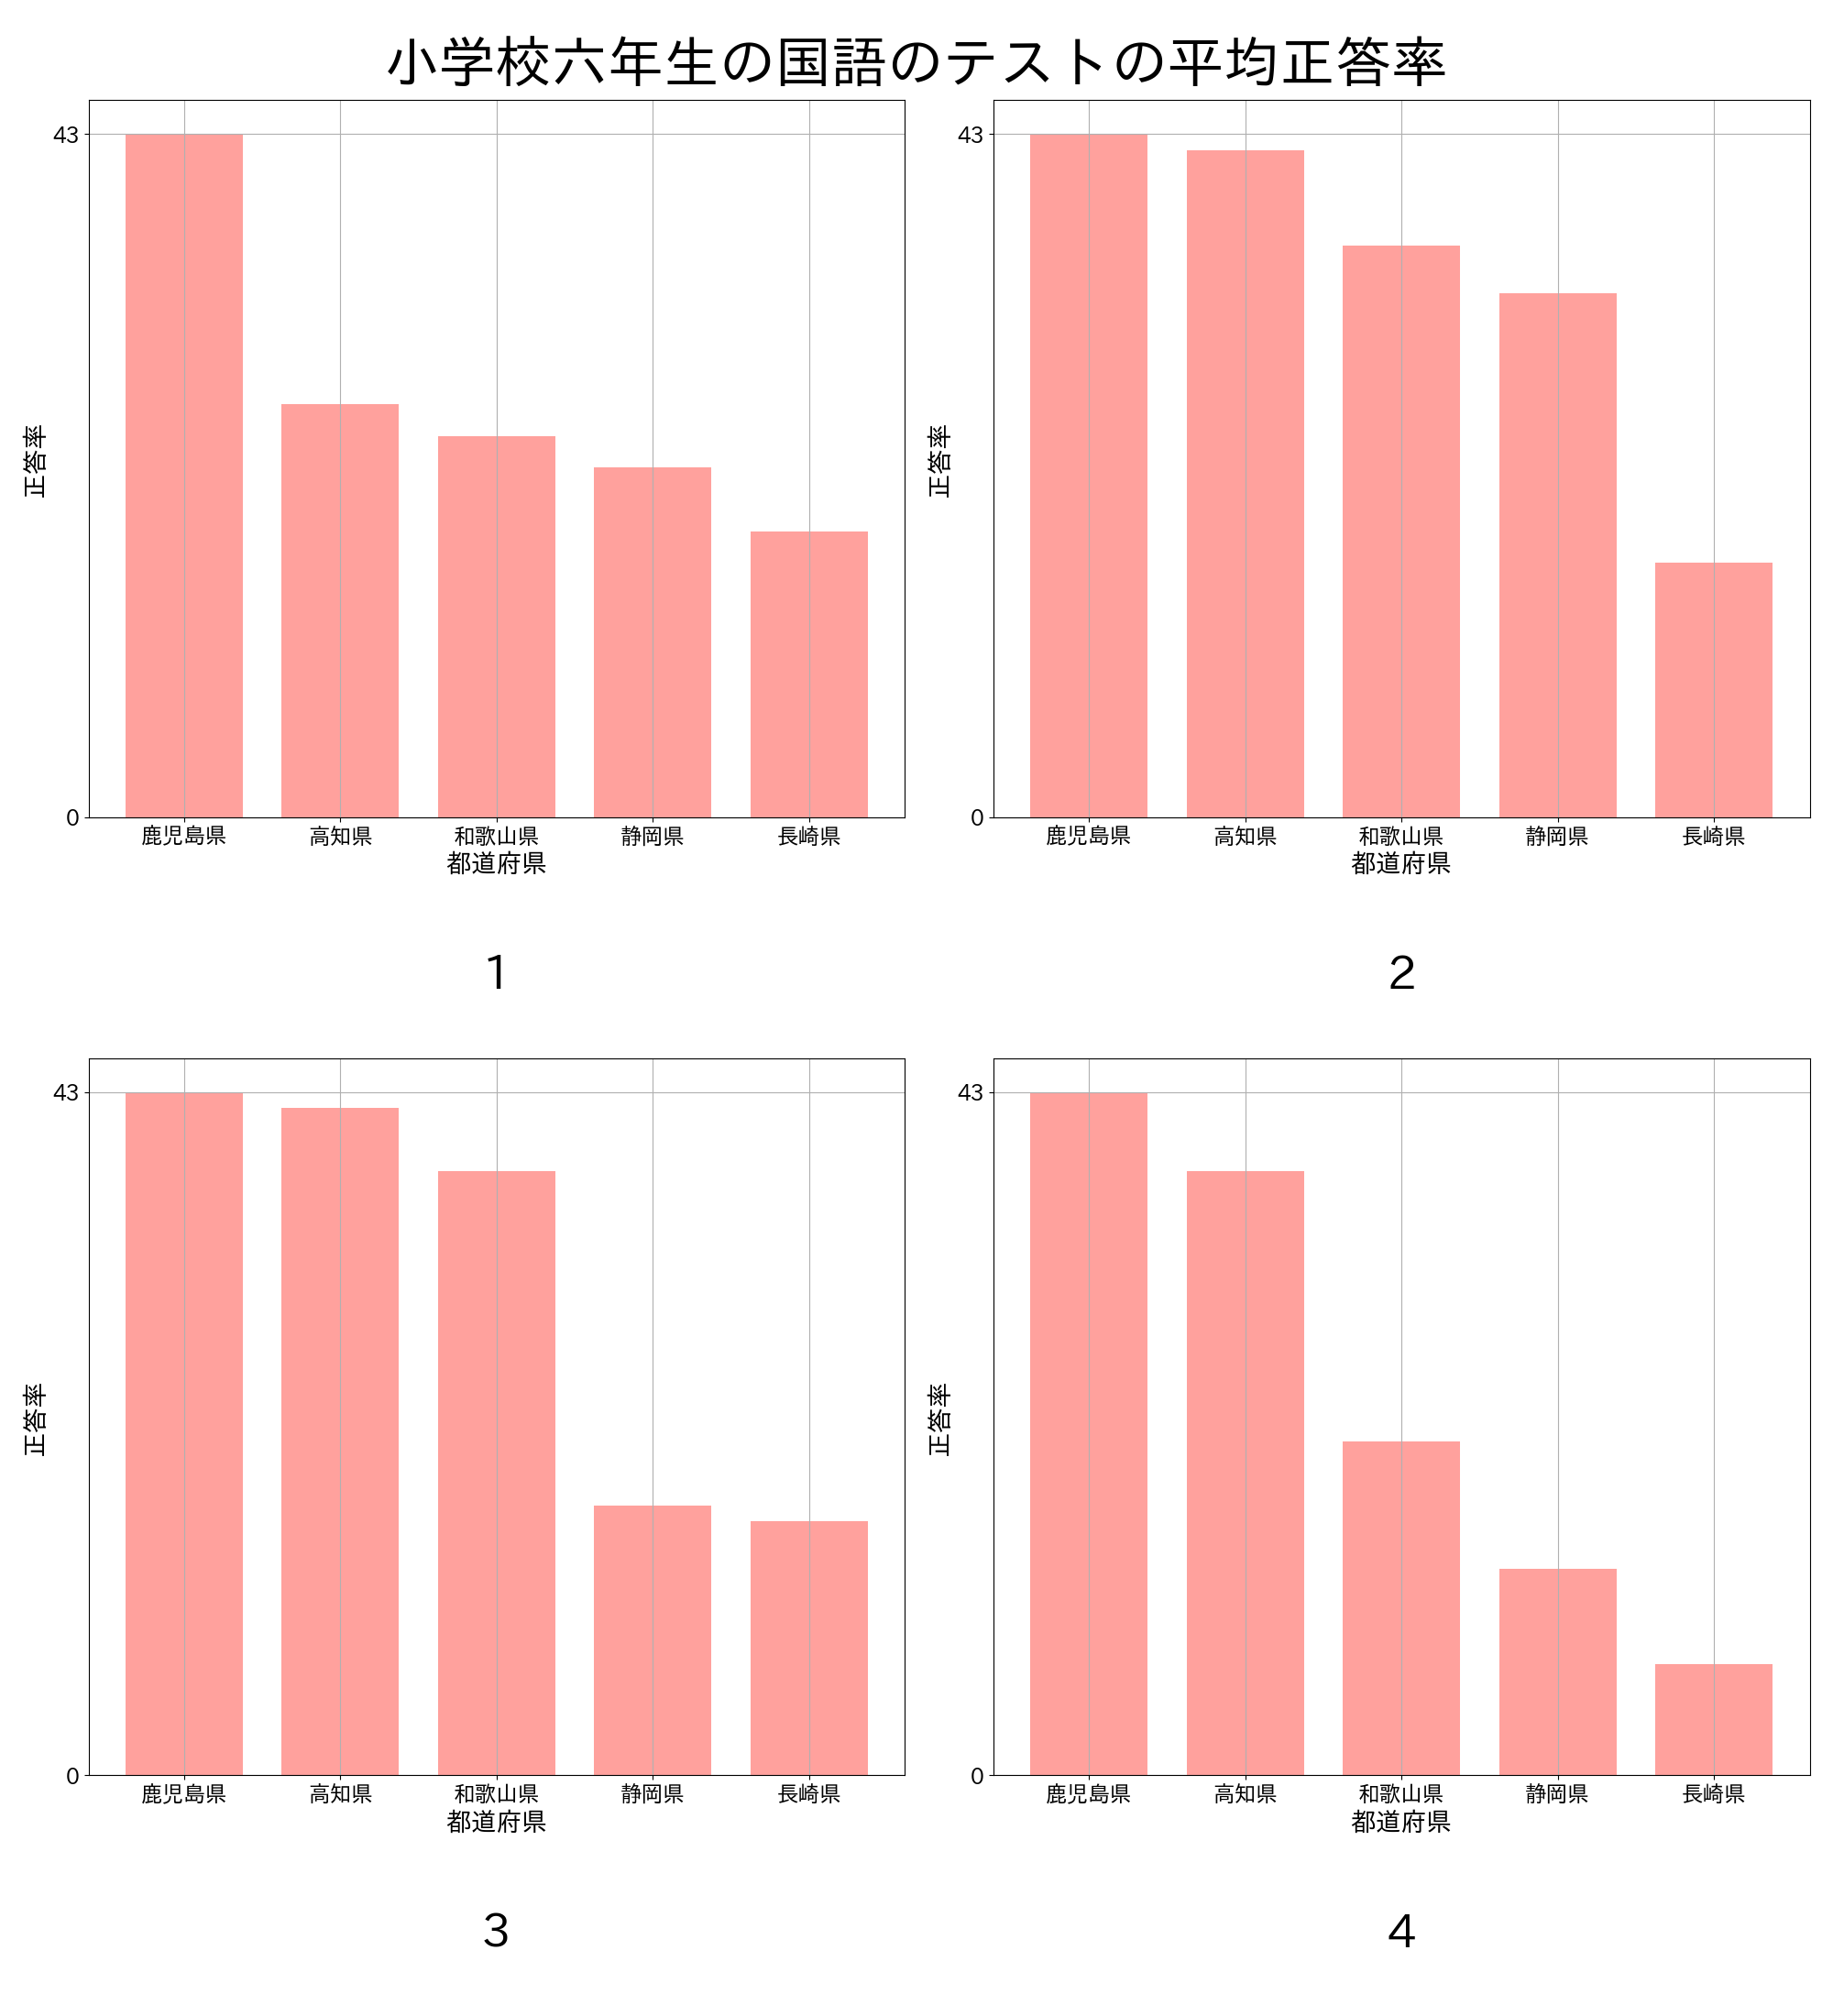 小学校六年生の国語のテストの平均正答率
43
0
正答率
鹿児島県 高知県 和歌山県 静岡県 長崎県
都道府県
1
43
0
正答率
鹿児島県 高知県 和歌山県 静岡県 長崎県
都道府県
2
43
0
正答率
鹿児島県 高知県 和歌山県 静岡県 長崎県
都道府県
3
43
0
正答率
鹿児島県 高知県 和歌山県 静岡県 長崎県
都道府県
4